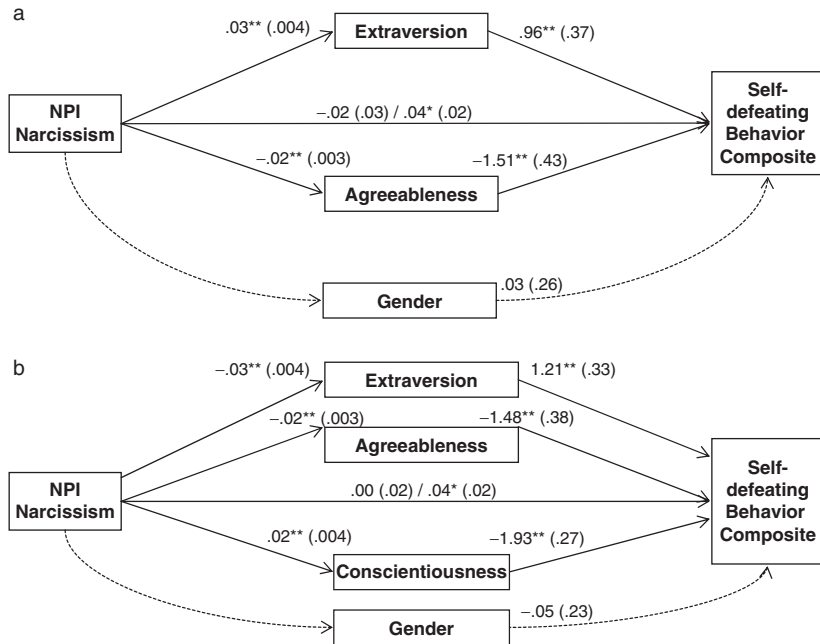 a
.03** (.004)
Extraversion
.96** (.37)
NPI
Narcissism
−.02 (.03) / .04* (.02)
Self-
defeating
Behavior
Composite
−.02** (.003)
−1.51** (.43)
Agreeableness
Gender
.03 (.26)
b
−.03** (.004)
Extraversion
1.21** (.33)
−.02** (.003)
−1.48** (.38)
Agreeableness
NPI
Narcissism
.00 (.02) / .04* (.02)
Self-
defeating
Behavior
Composite
.02** (.004)
−1.93** (.27)
Conscientiousness
Gender
−.05 (.23)